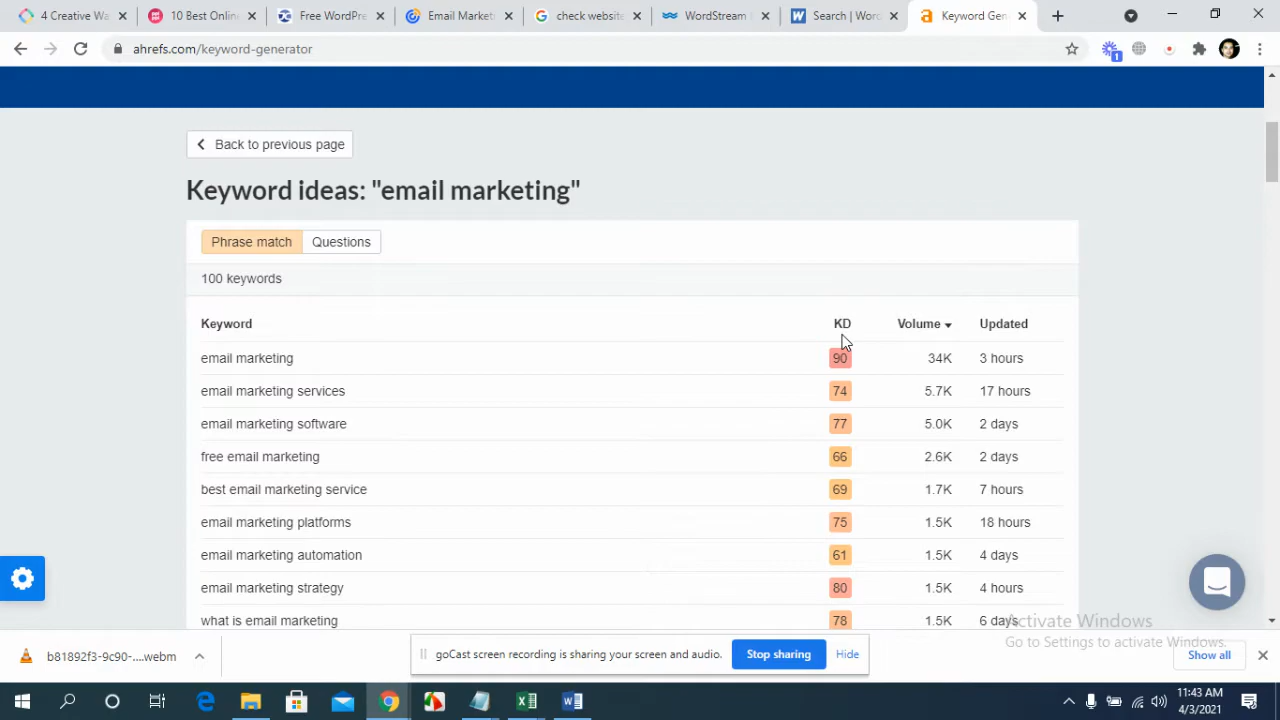 4 Creative Wa
10 Best Onlin
Free WordPre
Email Market
check website
WordStream
Search | Word
Keyword Gen
ahrefs.com/keyword-generator
1
Back to previous page
Keyword ideas: "email marketing"
Phrase match Questions
100 keywords
Keyword KD Volume Updated
email marketing 90 34K 3 hours
email marketing services 74 5.7K 17 hours
email marketing software 77 5.0K 2 days
free email marketing 66 2.6K 2 days
best email marketing service 69 1.7K 7 hours
email marketing platforms 75 1.5K 18 hours
email marketing automation 61 1.5K 4 days
email marketing strategy 80 1.5K 4 hours
what is email marketing 78 1.5K 6 days
Activate Windows
Go to Settings to activate Windows.
b81892f3-9c90-....webm
goCast screen recording is sharing your screen and audio. Stop sharing Hide
Show all
11:43 AM
4/3/2021